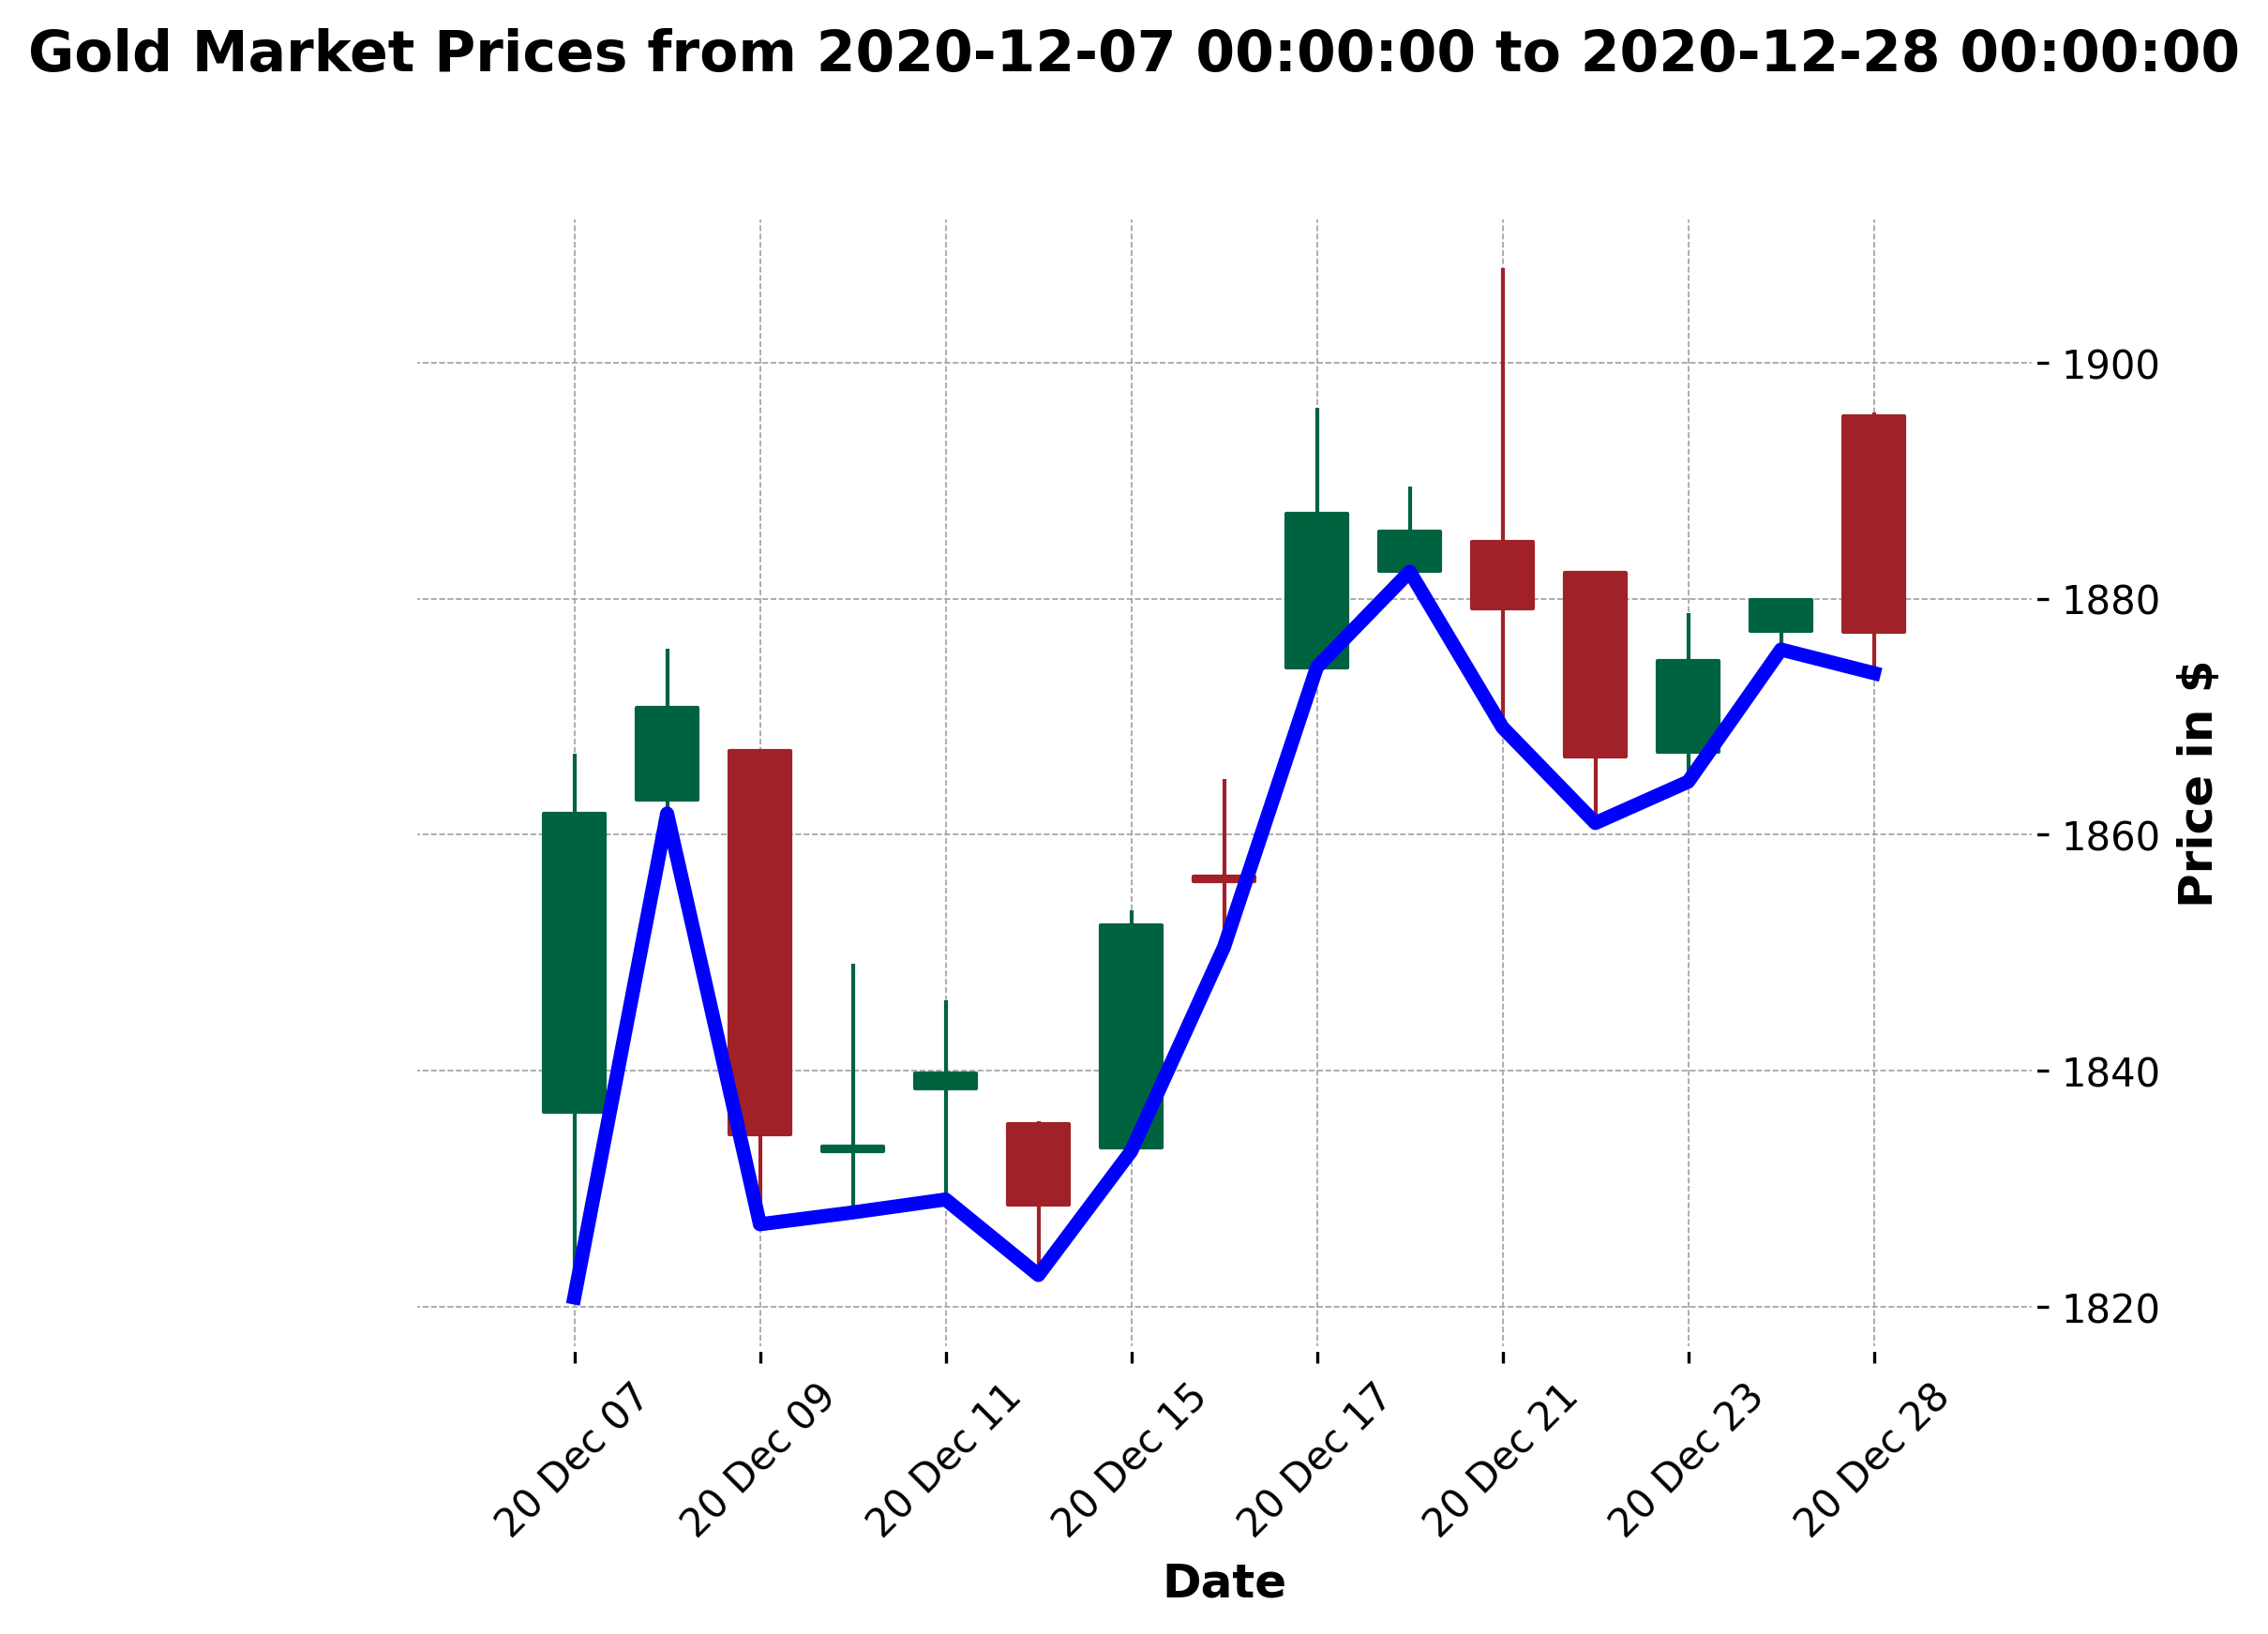 Gold Market Prices from 2020-12-07 00:00:00 to 2020-12-28 00:00:00
1900
1880
1860
1840
1820
Price in $
20 Dec 07
20 Dec 09
20 Dec 11
20 Dec 15
20 Dec 17
20 Dec 21
20 Dec 23
20 Dec 28
Date